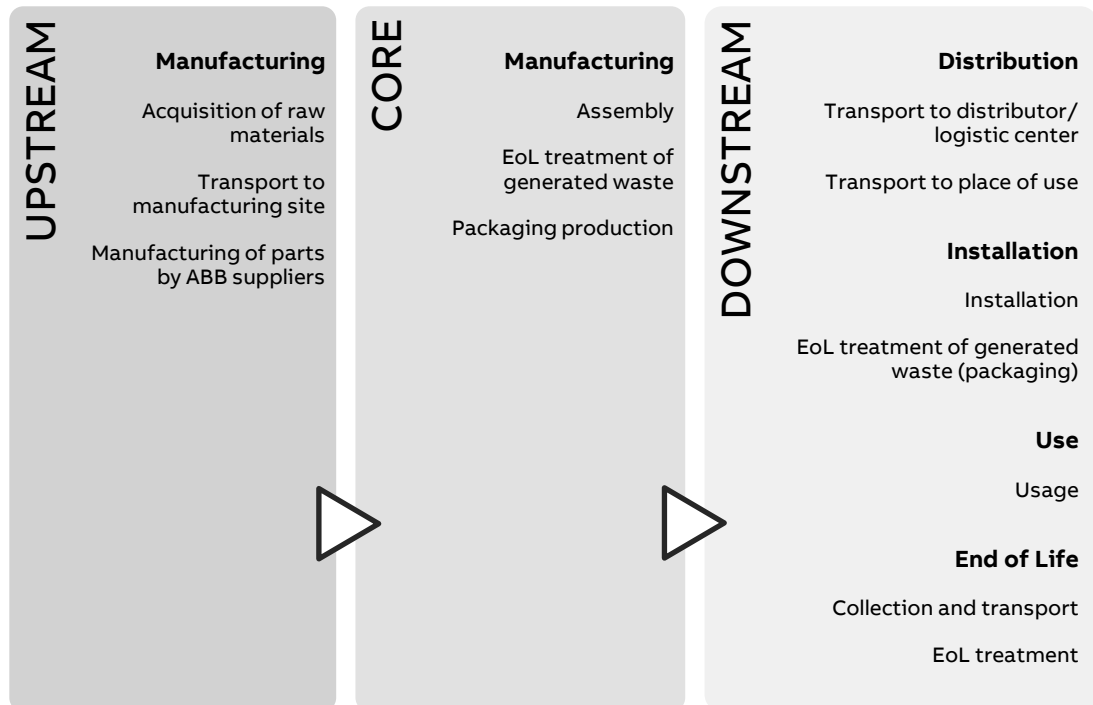 UPSTREAM
Manufacturing
Acquisition of raw
materials
Transport to
manufacturing site
Manufacturing of parts
by ABB suppliers
CORE
Manufacturing
Assembly
EoL treatment of
generated waste
Packaging production
DOWNSTREAM
Distribution
Transport to distributor/
logistic center
Transport to place of use
Installation
Installation
EoL treatment of generated
waste (packaging)
Use
Usage
End of Life
Collection and transport
EoL treatment